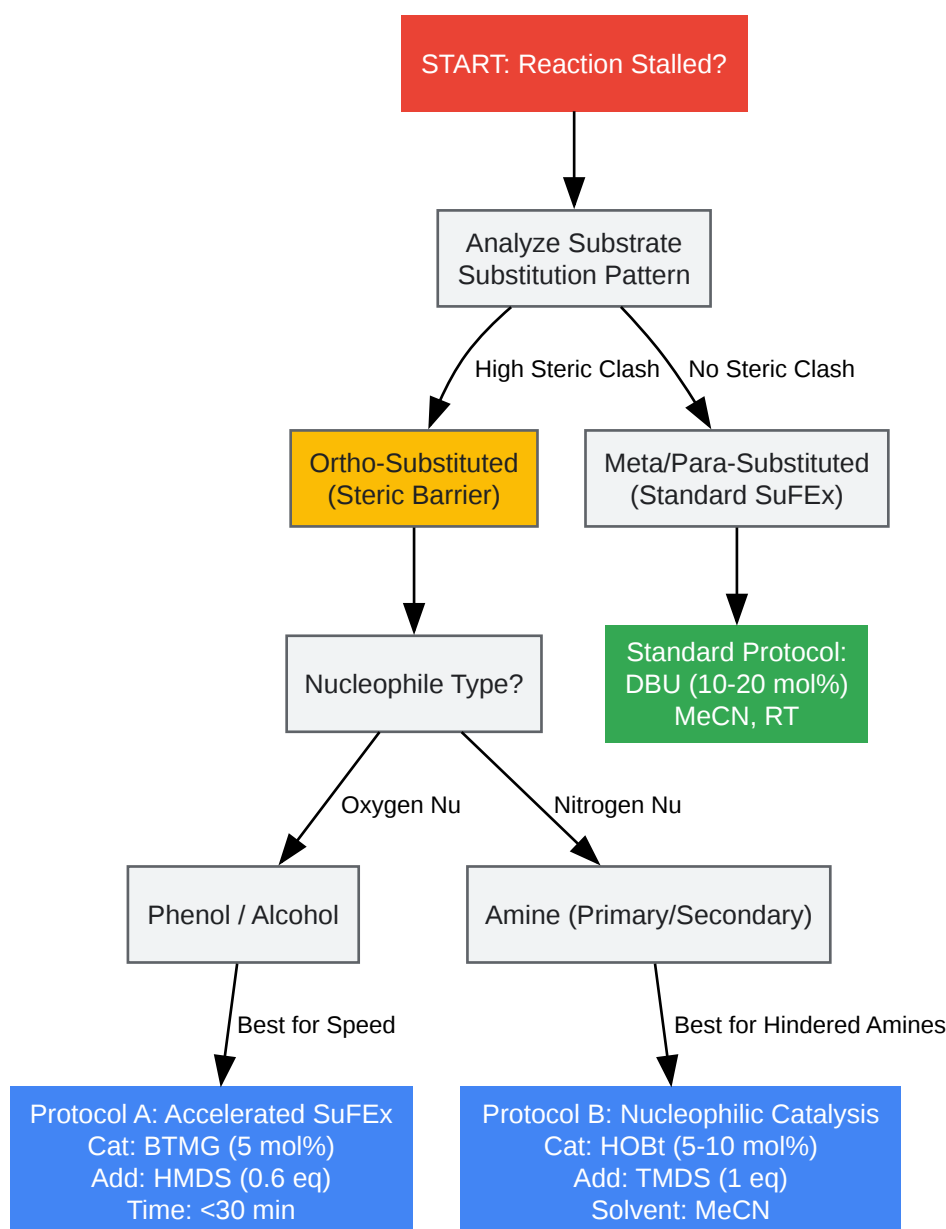 START: Reaction Stalled?
Analyze Substrate
Substitution Pattern
High Steric Clash
No Steric Clash
Ortho-Substituted
(Steric Barrier)
Meta/Para-Substituted
(Standard SuFEx)
Nucleophile Type?
Standard Protocol:
DBU (10-20 mol%)
MeCN, RT
Oxygen Nu
Nitrogen Nu
Phenol / Alcohol
Amine (Primary/Secondary)
Best for Speed
Best for Hindered Amines
Protocol A: Accelerated SuFEx
Cat: BTMG (5 mol%)
Add: HMDS (0.6 eq)
Time: <30 min
Protocol B: Nucleophilic Catalysis
Cat: HOBt (5-10 mol%)
Add: TMDS (1 eq)
Solvent: MeCN